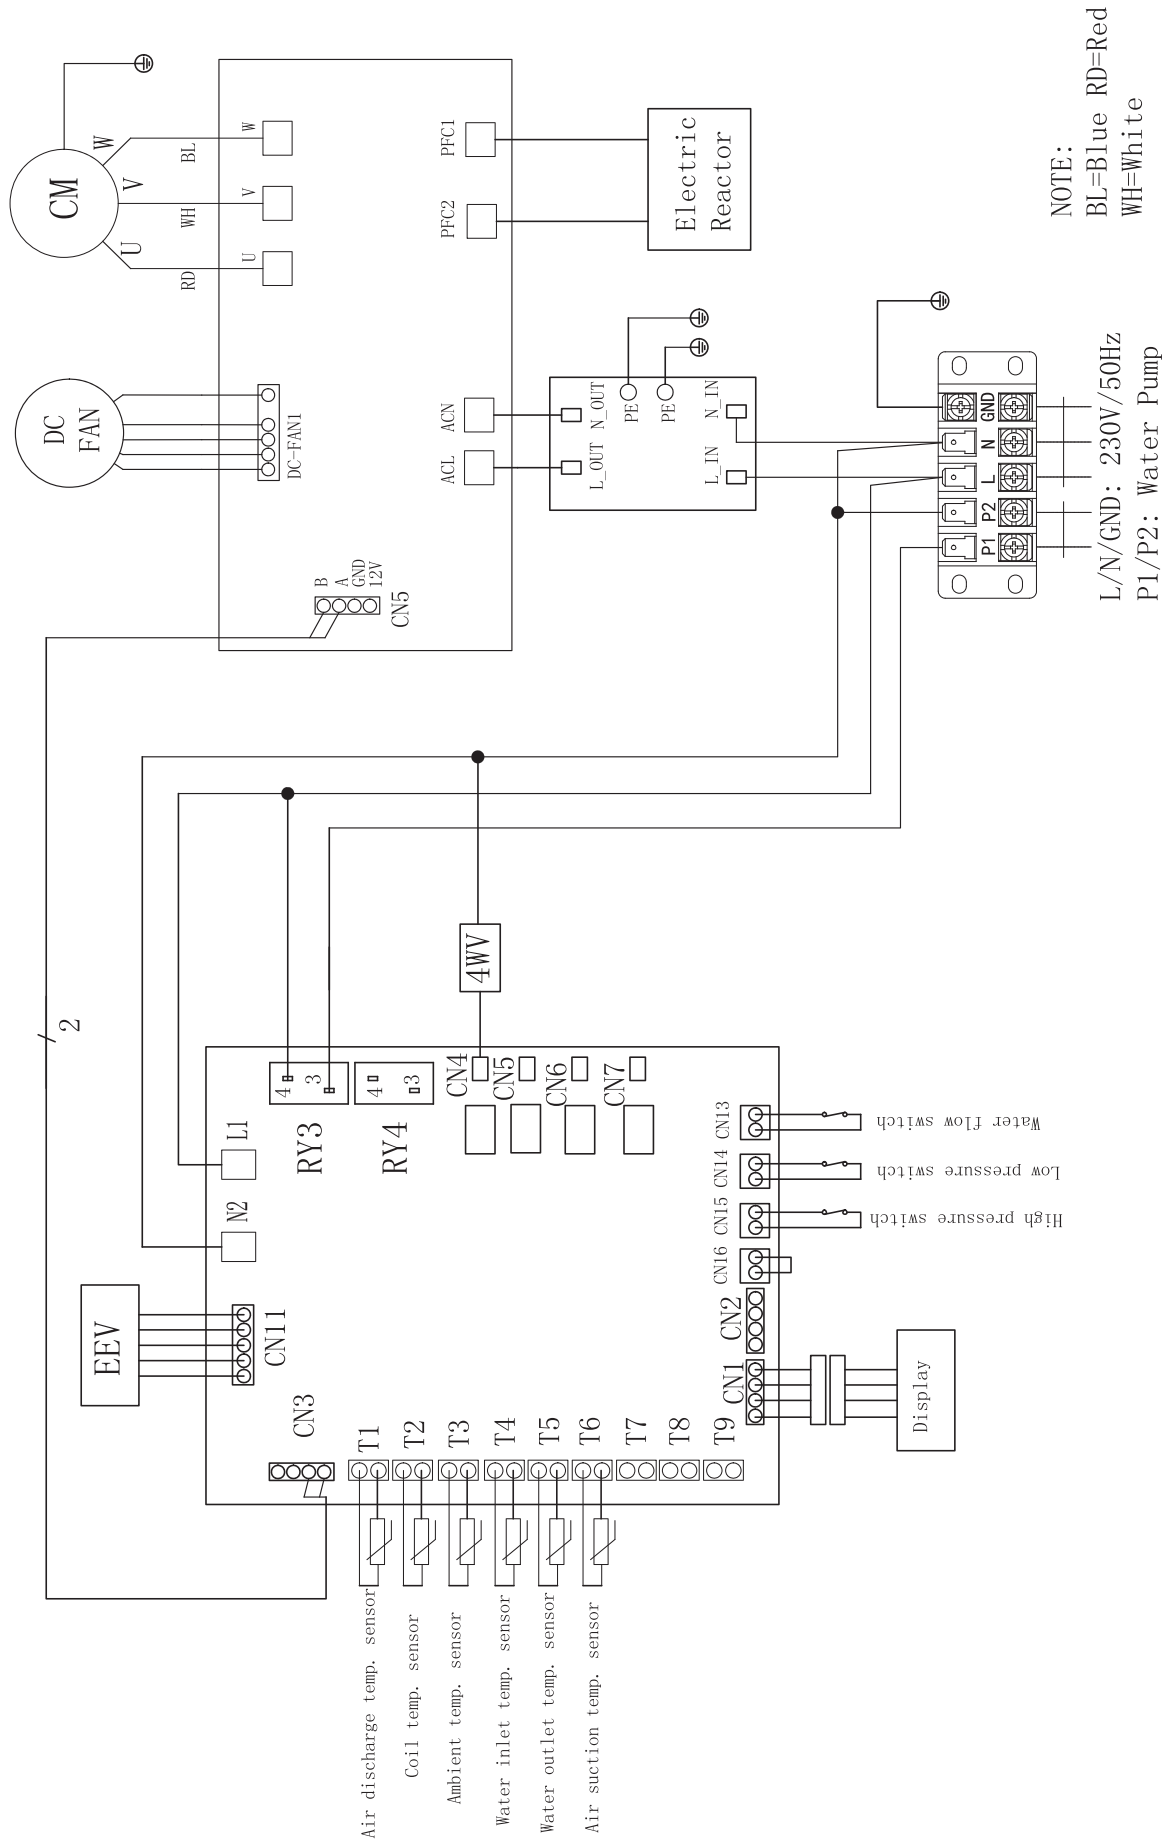 Air discharge temp. sensor
Coil temp. sensor
Ambient temp. sensor
Water inlet temp. sensor
Water outlet temp. sensor
Air suction temp. sensor
T1
T2
T3
T4
T5
T6
T7
T8
T9
CN3
EEV
CN11
N2
L1
RY3
4
3
RY4
4
3
CN4
CN5
CN6
CN7
4WV
CN1
CN2
CN16
CN15
CN14
CN13
Display
High pressure switch
Low pressure switch
Water flow switch
2
B
A
GND
12V
CN5
DC
FAN
DC-FAN1
CM
U
V
W
RD
WH
BL
U
V
W
ACL
ACN
PFC2
PFC1
L_OUT
N_OUT
PE
PE
L_IN
N_IN
Electric
Reactor
P1
P2
L
N
GND
L/N/GND: 230V/50Hz
P1/P2: Water Pump
NOTE:
BL=Blue RD=Red
WH=White